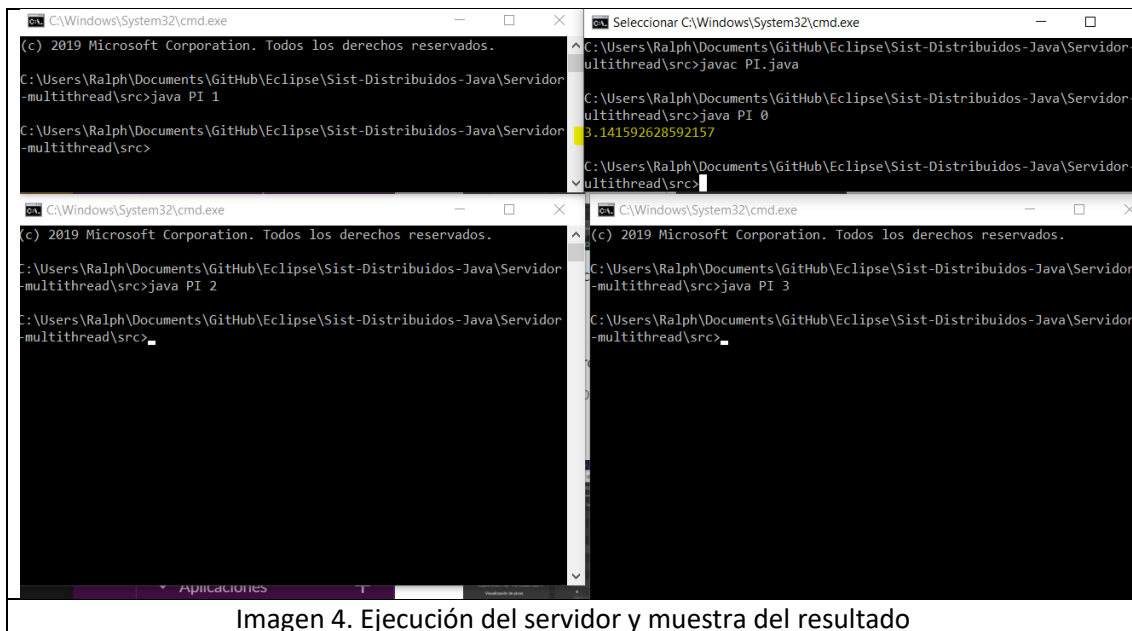 C:\Windows\System32\cmd.exe
(c) 2019 Microsoft Corporation. Todos los derechos reservados.
C:\Users\Ralph\Documents\GitHub\Eclipse\Sist-Distribuidos-Java\Servidor
-multithread\src>java PI 1
C:\Users\Ralph\Documents\GitHub\Eclipse\Sist-Distribuidos-Java\Servidor
-multithread\src>
Seleccionar C:\Windows\System32\cmd.exe
C:\Users\Ralph\Documents\GitHub\Eclipse\Sist-Distribuidos-Java\Servidor-
ultithread\src>javac PI.java
C:\Users\Ralph\Documents\GitHub\Eclipse\Sist-Distribuidos-Java\Servidor-
ultithread\src>java PI 0
3.141592628592157
C:\Users\Ralph\Documents\GitHub\Eclipse\Sist-Distribuidos-Java\Servidor-
ultithread\src>
C:\Windows\System32\cmd.exe
(c) 2019 Microsoft Corporation. Todos los derechos reservados.
C:\Users\Ralph\Documents\GitHub\Eclipse\Sist-Distribuidos-Java\Servidor
-multithread\src>java PI 2
C:\Users\Ralph\Documents\GitHub\Eclipse\Sist-Distribuidos-Java\Servidor
-multithread\src>
C:\Windows\System32\cmd.exe
(c) 2019 Microsoft Corporation. Todos los derechos reservados.
C:\Users\Ralph\Documents\GitHub\Eclipse\Sist-Distribuidos-Java\Servidor
-multithread\src>java PI 3
C:\Users\Ralph\Documents\GitHub\Eclipse\Sist-Distribuidos-Java\Servidor
-multithread\src>
Aplicaciones
Imagen 4. Ejecución del servidor y muestra del resultado